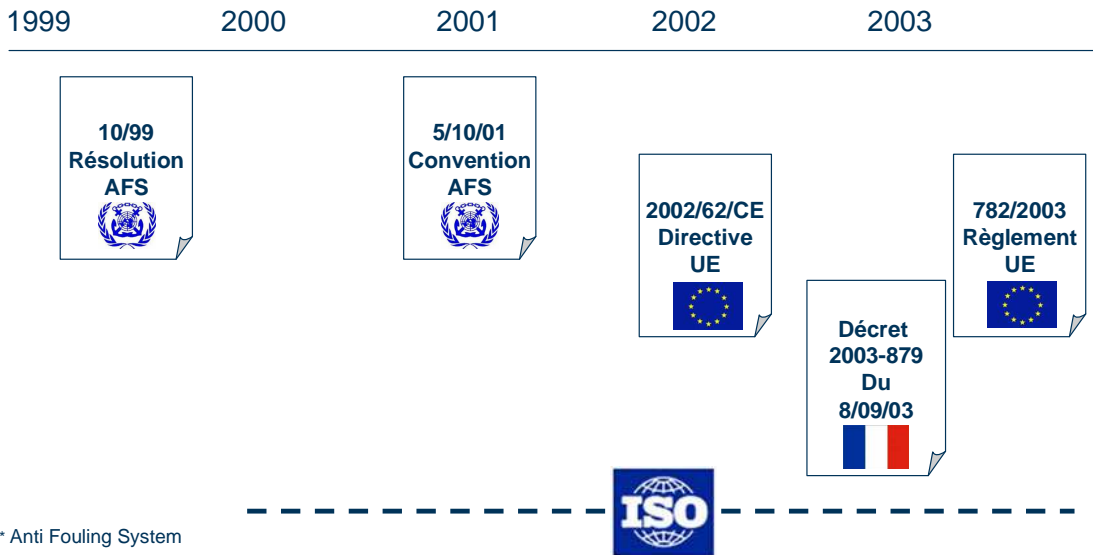 1999 2000 2001 2002 2003
10/99
Résolution
AFS
5/10/01
Convention
AFS
2002/62/CE
Directive
UE
782/2003
Règlement
UE
Décret
2003-879
Du
8/09/03
ISO
* Anti Fouling System